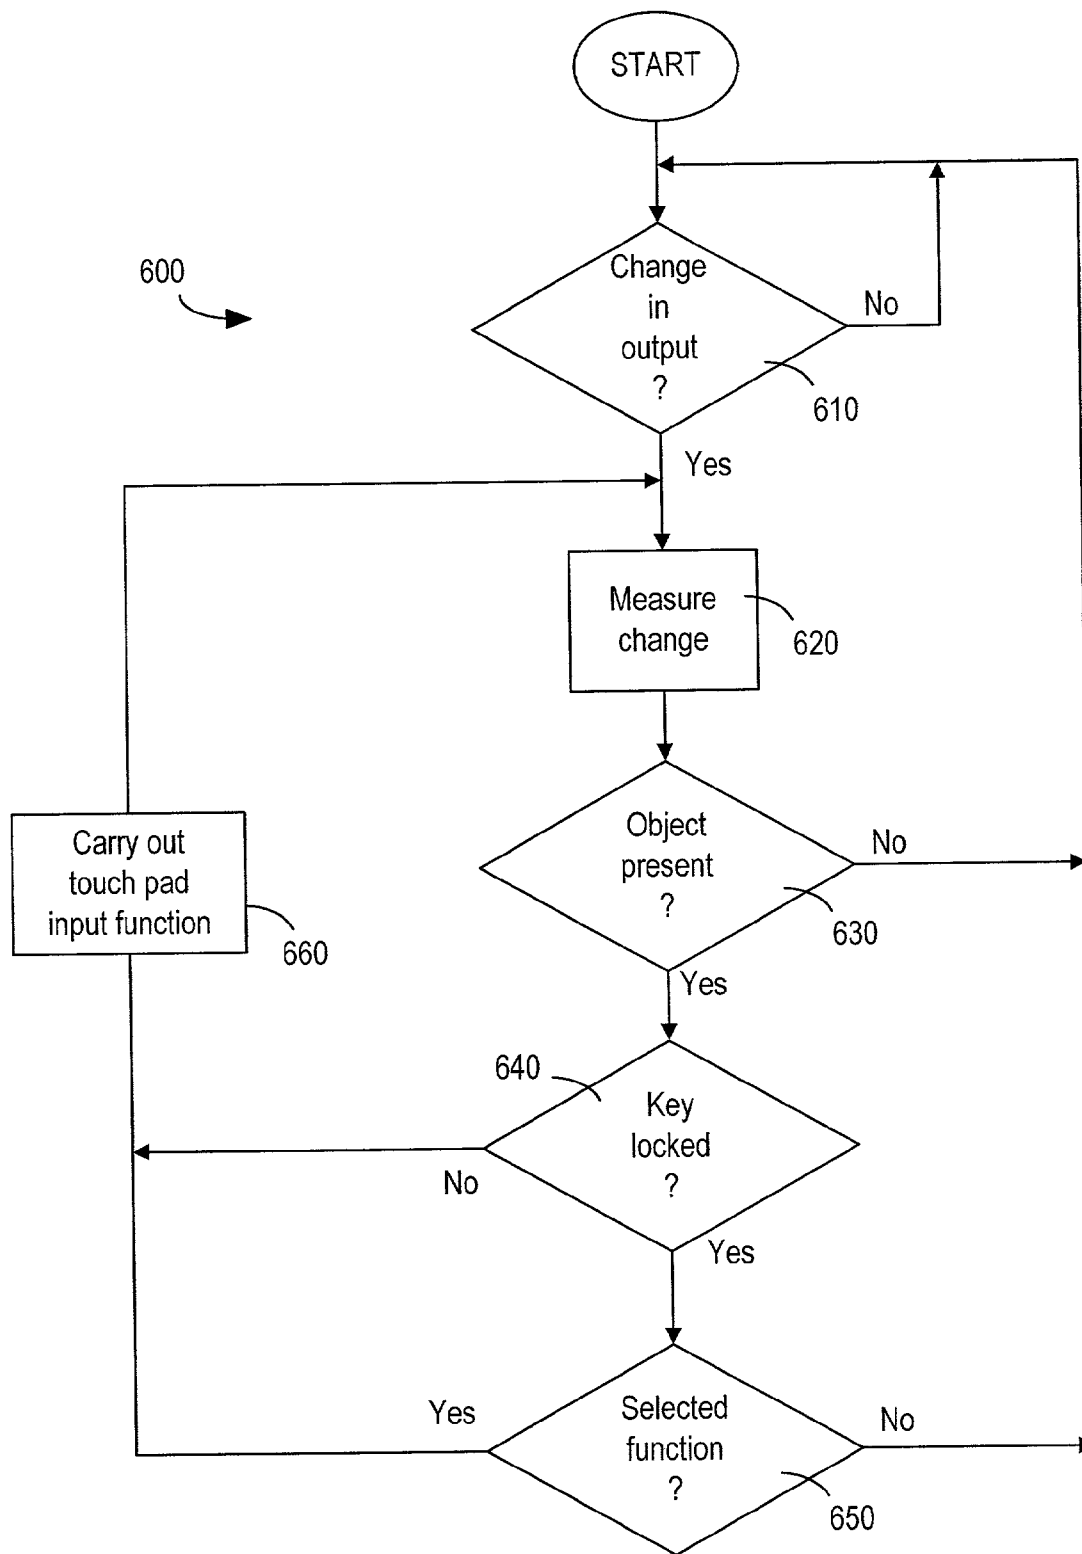 START
600
Change
in
output
?
No
610
Yes
Measure
change
620
Object
present
?
No
630
Yes
Carry out
touch pad
input function
660
640
Key
locked
?
No
Yes
Selected
function
?
Yes
No
650